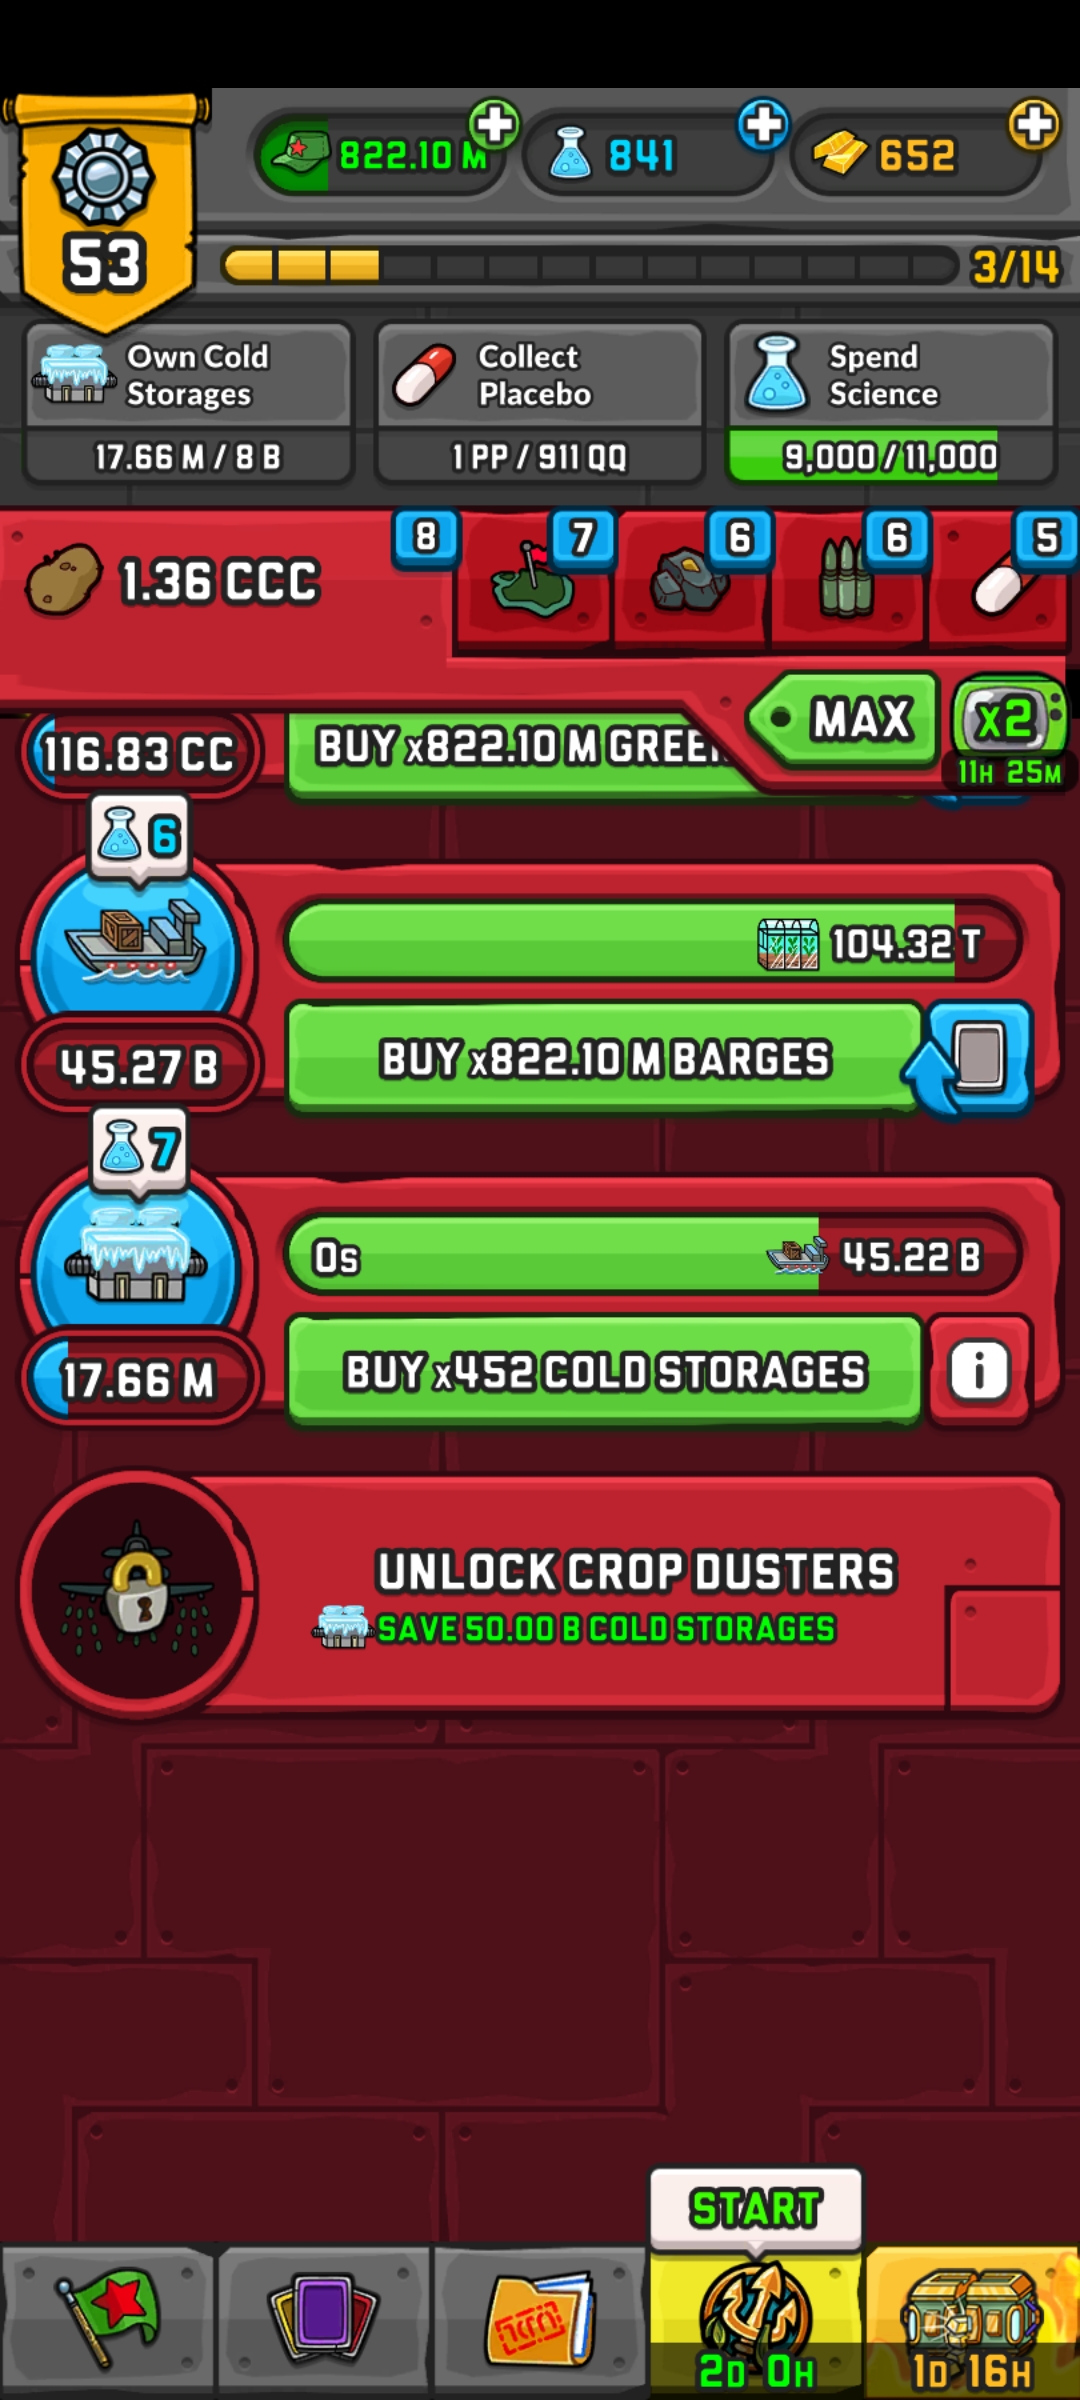 53
822.10 M
841
652
3/14
Own Cold
Storages
17.66 M / 8 B
Collect
Placebo
1 PP / 911 QQ
Spend
Science
9,000 / 11,000
1.36 CCC
8
7
6
6
5
MAX
X2
11H 25M
116.83 CC
BUY x822.10 M GREE
6
104.32 T
45.27 B
BUY x822.10 M BARGES
7
0s
45.22 B
17.66 M
BUY x452 COLD STORAGES
i
UNLOCK CROP DUSTERS
SAVE 50.00 B COLD STORAGES
START
2D 0H
1D 16H